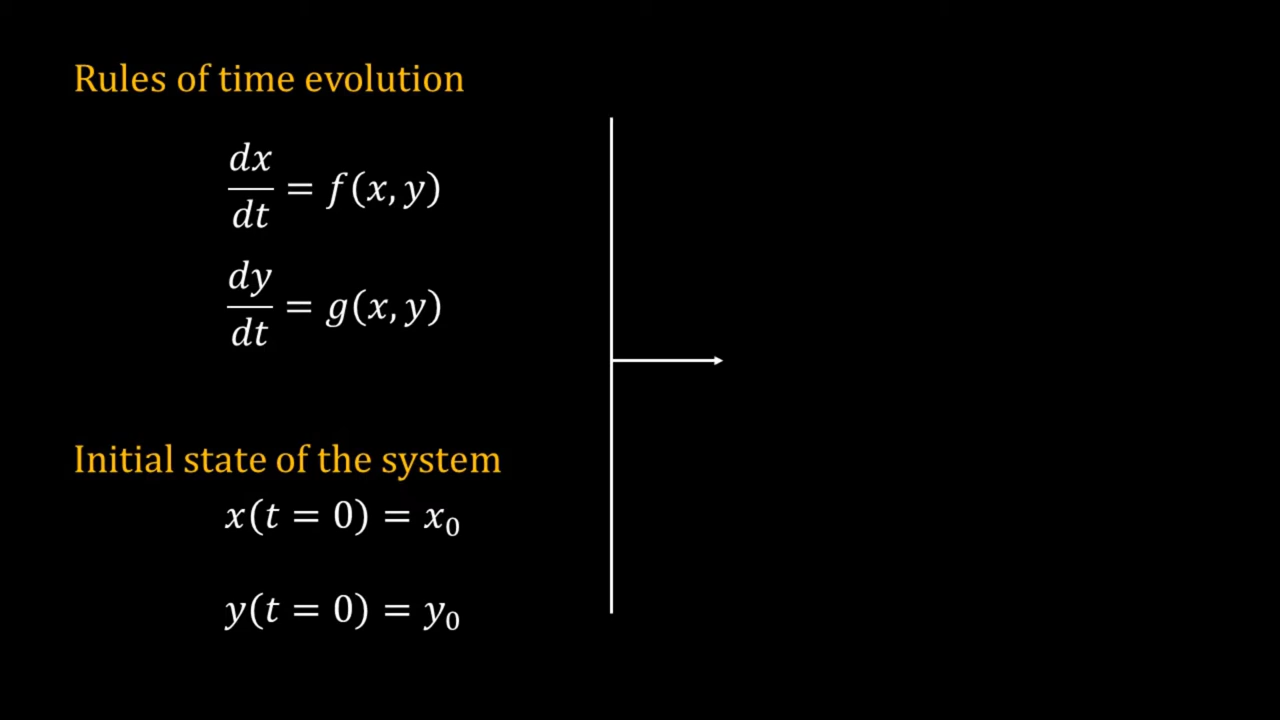 Rules of time evolution
dx/dt = f(x, y)
dy/dt = g(x, y)
Initial state of the system
x(t = 0) = x₀
y(t = 0) = y₀